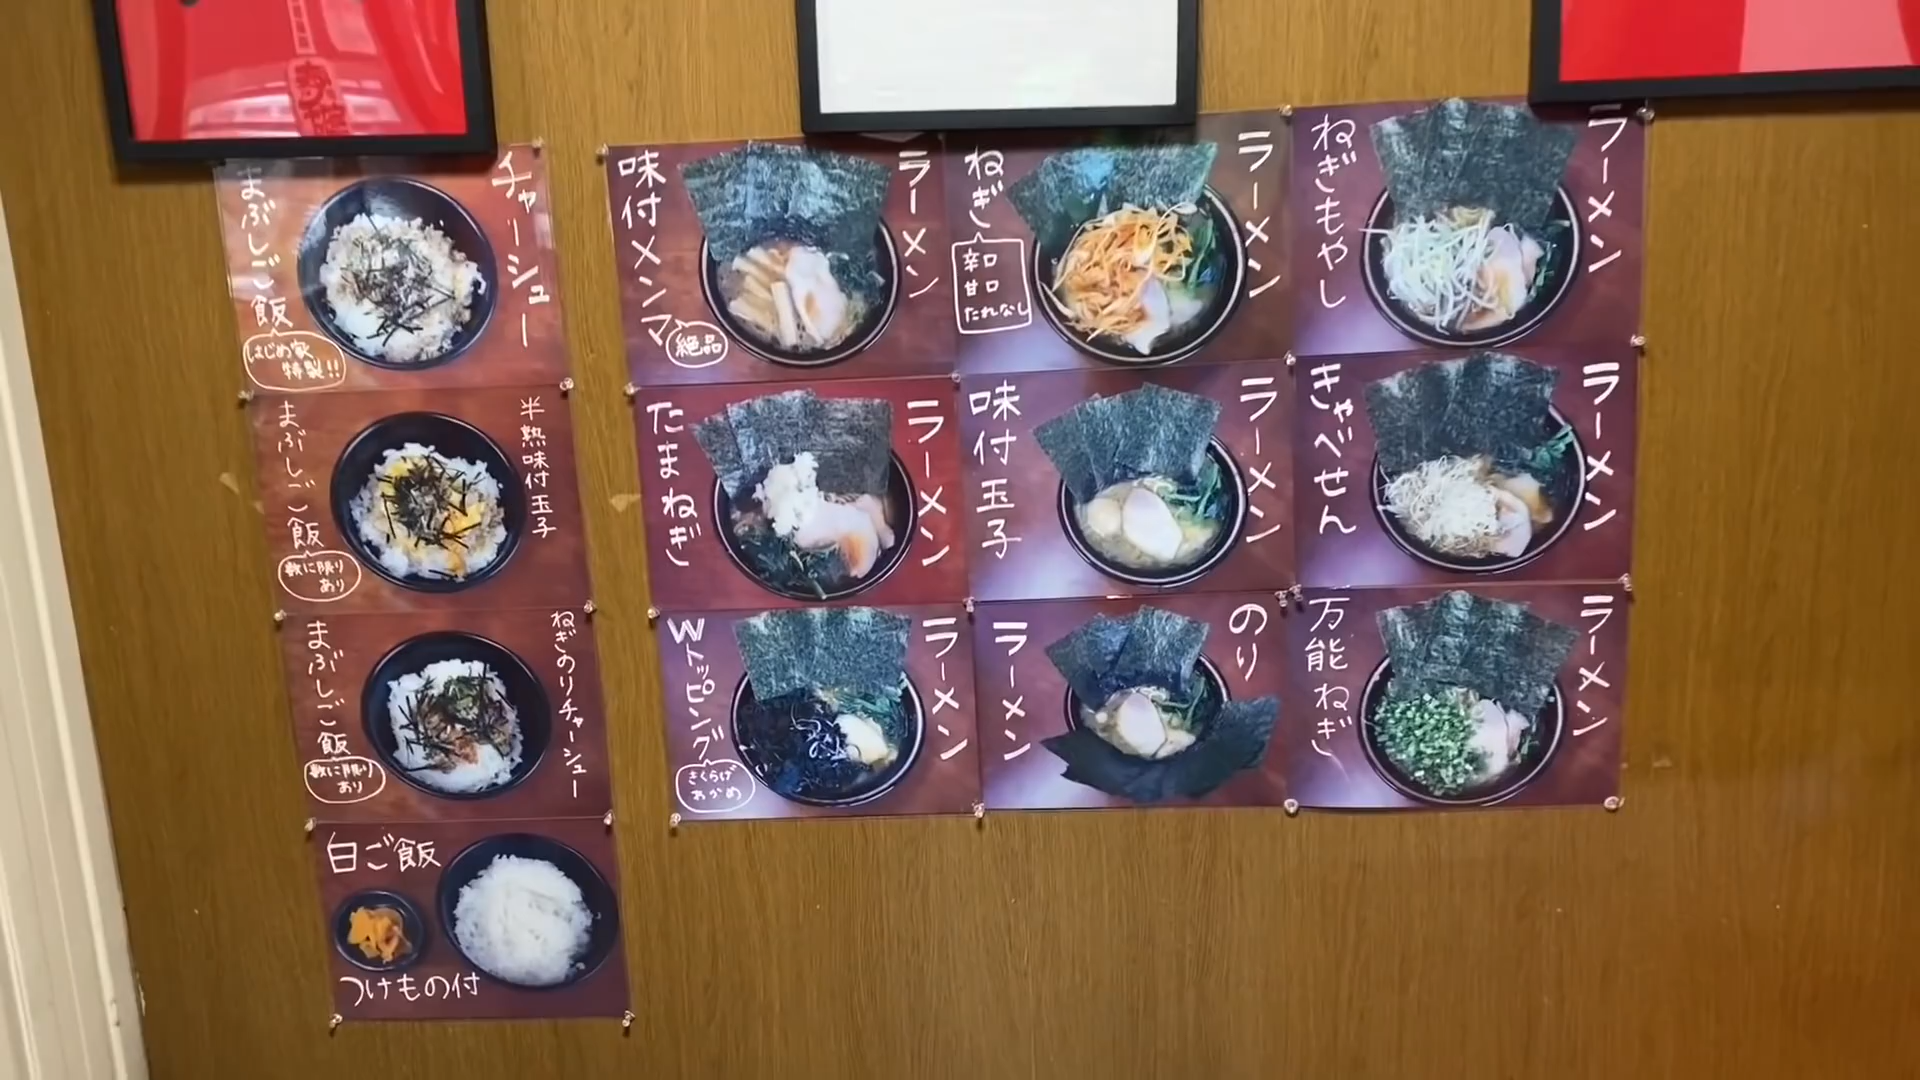 チャーシュー
まぶしご飯
はじめ家
特製!!
半熟味付玉子
まぶしご飯
数に限り
あり
ねぎのりチャーシュー
まぶしご飯
数に限り
あり
白ご飯
つけもの付
ラーメン
味付メンマ
絶品
ラーメン
ねぎ
辛口
甘口
たれなし
ラーメン
ねぎもやし
ラーメン
たまねぎ
ラーメン
味付玉子
ラーメン
きゃべせん
ラーメン
Wトッピング
きくらげ
わかめ
のり
ラーメン
ラーメン
万能ねぎ